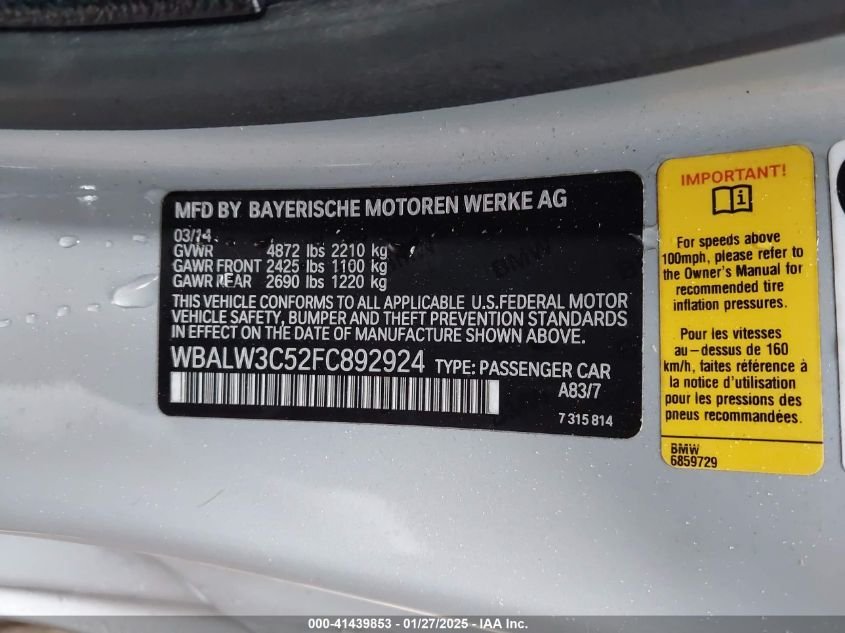 MFD BY BAYERISCHE MOTOREN WERKE AG
03/14
GVWR 4872 lbs 2210 kg
GAWR FRONT 2425 lbs 1100 kg
GAWR REAR 2690 lbs 1220 kg
THIS VEHICLE CONFORMS TO ALL APPLICABLE U.S.FEDERAL MOTOR
VEHICLE SAFETY, BUMPER AND THEFT PREVENTION STANDARDS
IN EFFECT ON THE DATE OF MANUFACTURE SHOWN ABOVE.
WBALW3C52FC892924 TYPE: PASSENGER CAR
A83/7
7 315 814
IMPORTANT!
For speeds above
100mph, please refer to
the Owner's Manual for
recommended tire
inflation pressures.
Pour les vitesses
au-dessus de 160
km/h, faites référence à
la notice d'utilisation
pour les pressions des
pneus recommandées.
BMW
6859729
000-41439853 - 01/27/2025 - IAA Inc.